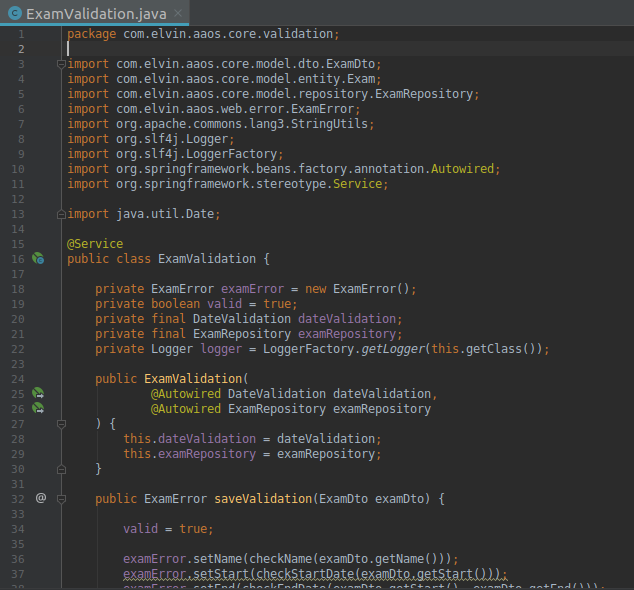 ExamValidation.java
1 package com.elvin.aaos.core.validation;
2
3 import com.elvin.aaos.core.model.dto.ExamDto;
4 import com.elvin.aaos.core.model.entity.Exam;
5 import com.elvin.aaos.core.model.repository.ExamRepository;
6 import com.elvin.aaos.web.error.ExamError;
7 import org.apache.commons.lang3.StringUtils;
8 import org.slf4j.Logger;
9 import org.slf4j.LoggerFactory;
10 import org.springframework.beans.factory.annotation.Autowired;
11 import org.springframework.stereotype.Service;
12
13 import java.util.Date;
14
15 @Service
16 public class ExamValidation {
17
18 private ExamError examError = new ExamError();
19 private boolean valid = true;
20 private final DateValidation dateValidation;
21 private final ExamRepository examRepository;
22 private Logger logger = LoggerFactory.getLogger(this.getClass());
23
24 public ExamValidation(
25 @Autowired DateValidation dateValidation,
26 @Autowired ExamRepository examRepository
27 ) {
28 this.dateValidation = dateValidation;
29 this.examRepository = examRepository;
30 }
31
32 @ public ExamError saveValidation(ExamDto examDto) {
33
34 valid = true;
35
36 examError.setName(checkName(examDto.getName()));
37 examError.setStart(checkStartDate(examDto.getStart()));
38 examError.setEnd(checkEndDate(examDto.getStart(), examDto.getEnd()));